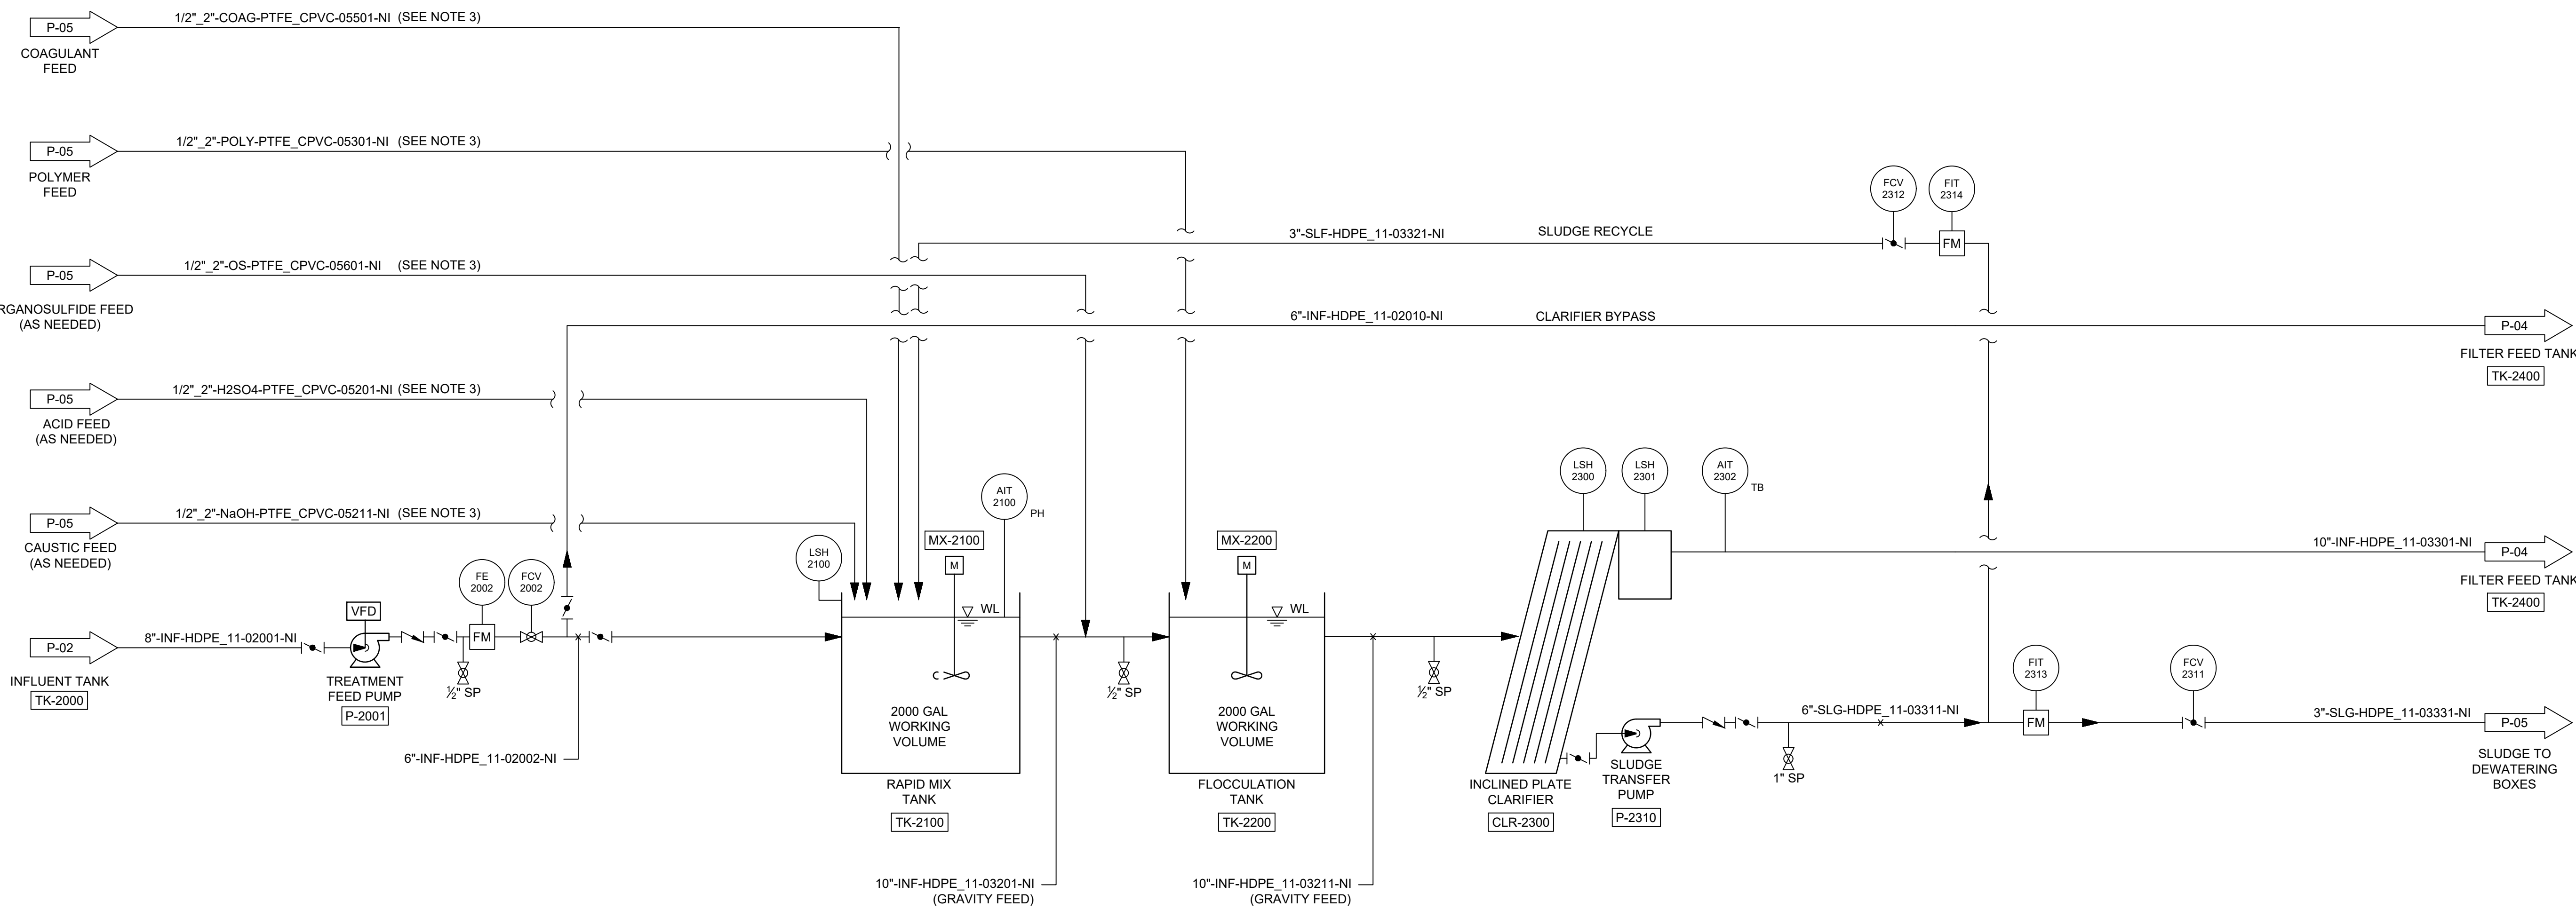 P-05
1/2"_2"-COAG-PTFE_CPVC-05501-NI (SEE NOTE 3)
COAGULANT
FEED
P-05
1/2"_2"-POLY-PTFE_CPVC-05301-NI (SEE NOTE 3)
POLYMER
FEED
FCV
2312
FIT
2314
FM
3"-SLF-HDPE_11-03321-NI
SLUDGE RECYCLE
P-05
1/2"_2"-OS-PTFE_CPVC-05601-NI (SEE NOTE 3)
RGANOSULFIDE FEED
(AS NEEDED)
6"-INF-HDPE_11-02010-NI
CLARIFIER BYPASS
P-04
FILTER FEED TANK
TK-2400
P-05
1/2"_2"-H2SO4-PTFE_CPVC-05201-NI (SEE NOTE 3)
ACID FEED
(AS NEEDED)
P-05
1/2"_2"-NaOH-PTFE_CPVC-05211-NI (SEE NOTE 3)
CAUSTIC FEED
(AS NEEDED)
LSH
2100
MX-2100
M
AIT
2100
PH
MX-2200
M
LSH
2300
LSH
2301
AIT
2302
TB
10"-INF-HDPE_11-03301-NI
P-04
FILTER FEED TANK
TK-2400
P-02
8"-INF-HDPE_11-02001-NI
INFLUENT TANK
TK-2000
VFD
TREATMENT
FEED PUMP
P-2001
½" SP
FE
2002
FM
FCV
2002
6"-INF-HDPE_11-02002-NI
WL
C
2000 GAL
WORKING
VOLUME
RAPID MIX
TANK
TK-2100
½" SP
10"-INF-HDPE_11-03201-NI
(GRAVITY FEED)
WL
2000 GAL
WORKING
VOLUME
FLOCCULATION
TANK
TK-2200
½" SP
10"-INF-HDPE_11-03211-NI
(GRAVITY FEED)
INCLINED PLATE
CLARIFIER
CLR-2300
SLUDGE
TRANSFER
PUMP
P-2310
1" SP
6"-SLG-HDPE_11-03311-NI
FIT
2313
FM
FCV
2311
3"-SLG-HDPE_11-03331-NI
P-05
SLUDGE TO
DEWATERING
BOXES